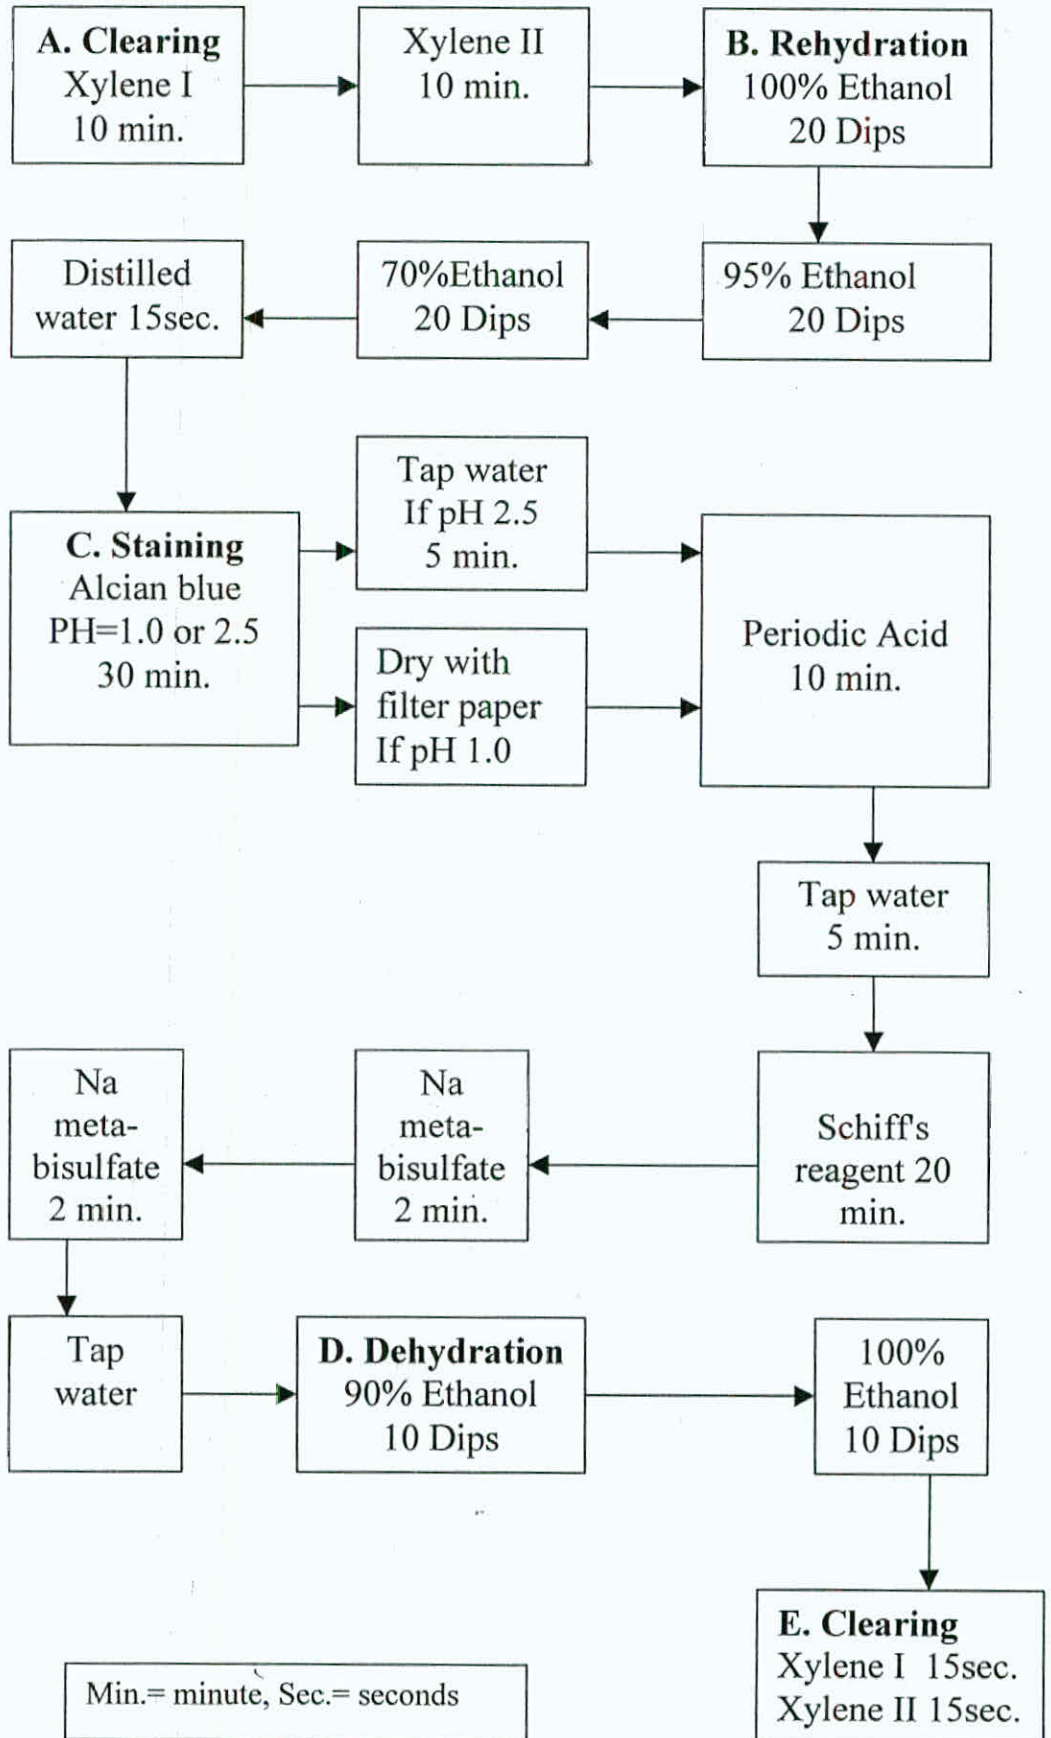 A. Clearing
Xylene I
10 min.
Xylene II
10 min.
B. Rehydration
100% Ethanol
20 Dips
95% Ethanol
20 Dips
70%Ethanol
20 Dips
Distilled
water 15sec.
C. Staining
Alcian blue
PH=1.0 or 2.5
30 min.
Tap water
If pH 2.5
5 min.
Dry with
filter paper
If pH 1.0
Periodic Acid
10 min.
Tap water
5 min.
Schiff's
reagent 20
min.
Na
meta-
bisulfate
2 min.
Na
meta-
bisulfate
2 min.
Tap
water
D. Dehydration
90% Ethanol
10 Dips
100%
Ethanol
10 Dips
E. Clearing
Xylene I 15sec.
Xylene II 15sec.
Min.= minute, Sec.= seconds